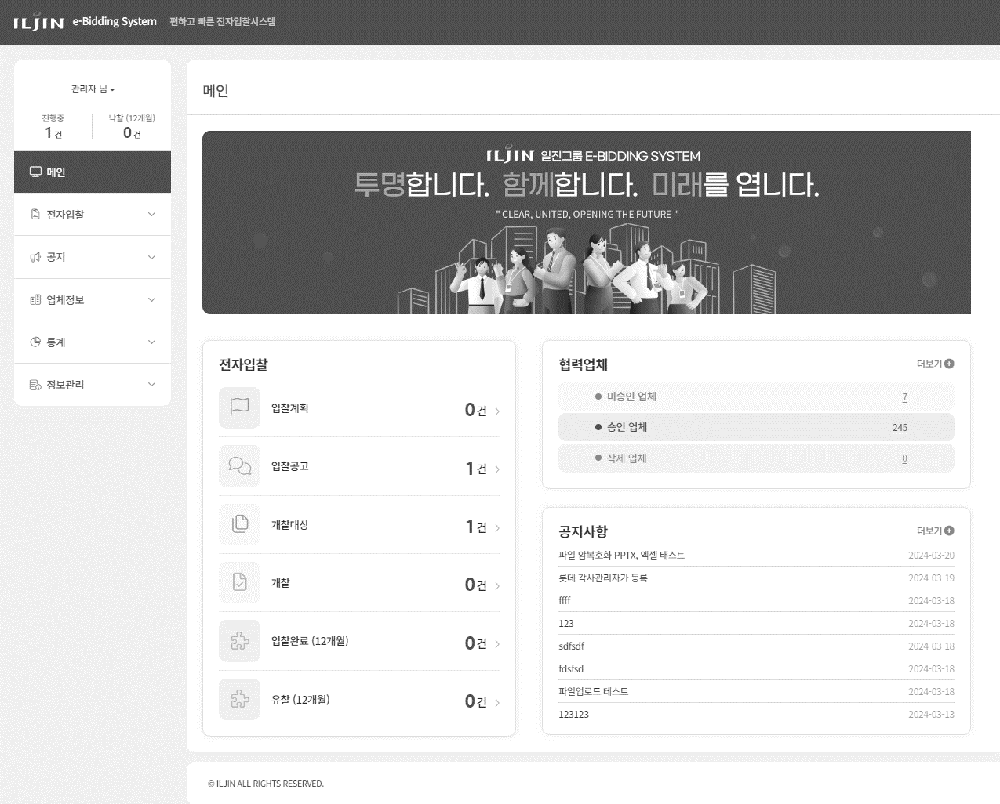 ILJIN e-Bidding System 편하고 빠른 전자입찰시스템
관리자 님
진행중 낙찰 (12개월)
1 건 0 건
메인
전자입찰
공지
업체정보
통계
정보관리
메인
ILJIN 일진그룹 E-BIDDING SYSTEM
투명합니다. 함께합니다. 미래를 엽니다.
" CLEAR, UNITED, OPENING THE FUTURE "
전자입찰
입찰계획 0 건
입찰공고 1 건
개찰대상 1 건
개찰 0 건
입찰완료 (12개월) 0 건
유찰 (12개월) 0 건
협력업체 더보기
미승인 업체 7
승인 업체 245
삭제 업체 0
공지사항 더보기
파일 암복호화 PPTX, 엑셀 태스트 2024-03-20
롯데 각사관리자가 등록 2024-03-19
ffff 2024-03-18
123 2024-03-18
sdfsdf 2024-03-18
fdsfsd 2024-03-18
파일업로드 테스트 2024-03-18
123123 2024-03-13
© ILJIN ALL RIGHTS RESERVED.